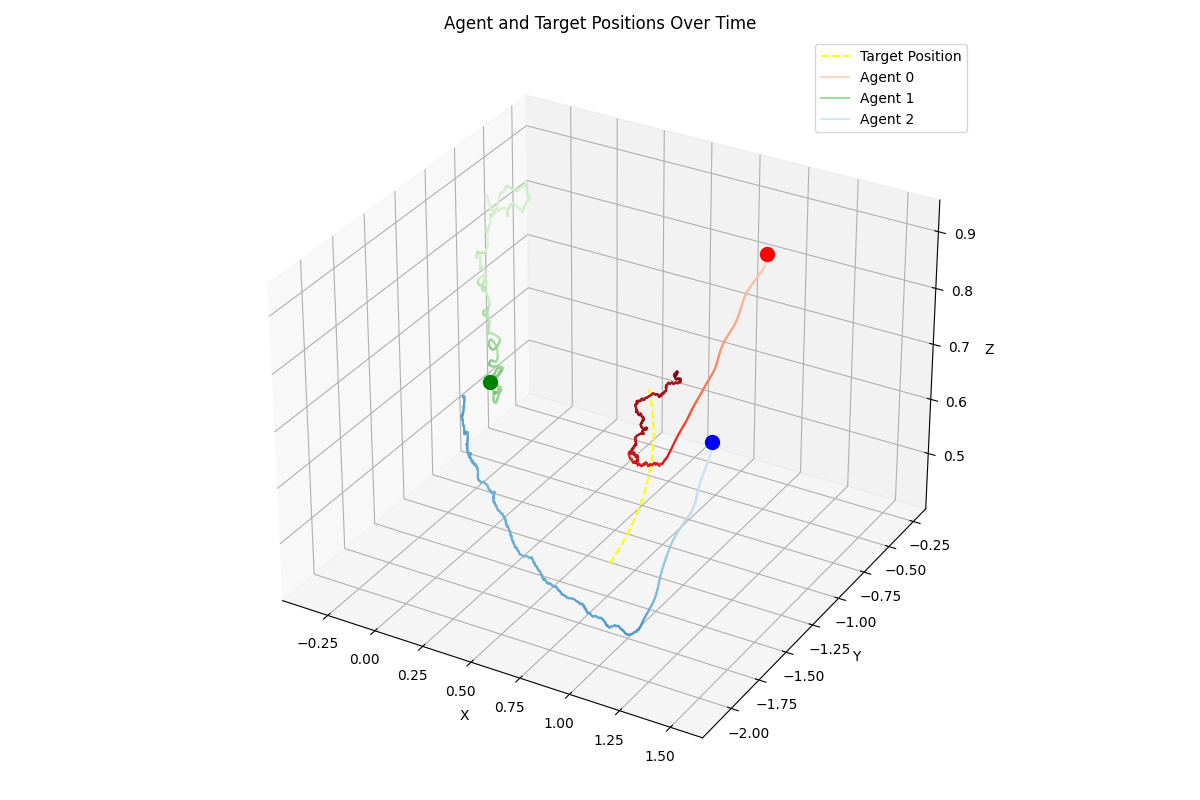 Agent and Target Positions Over Time
Target Position
Agent 0
Agent 1
Agent 2
0.9
0.8
0.7
0.6
0.5
Z
−0.25
−0.50
−0.75
−1.00
−1.25
−1.50
−1.75
−2.00
Y
−0.25
0.00
0.25
0.50
0.75
1.00
1.25
1.50
X